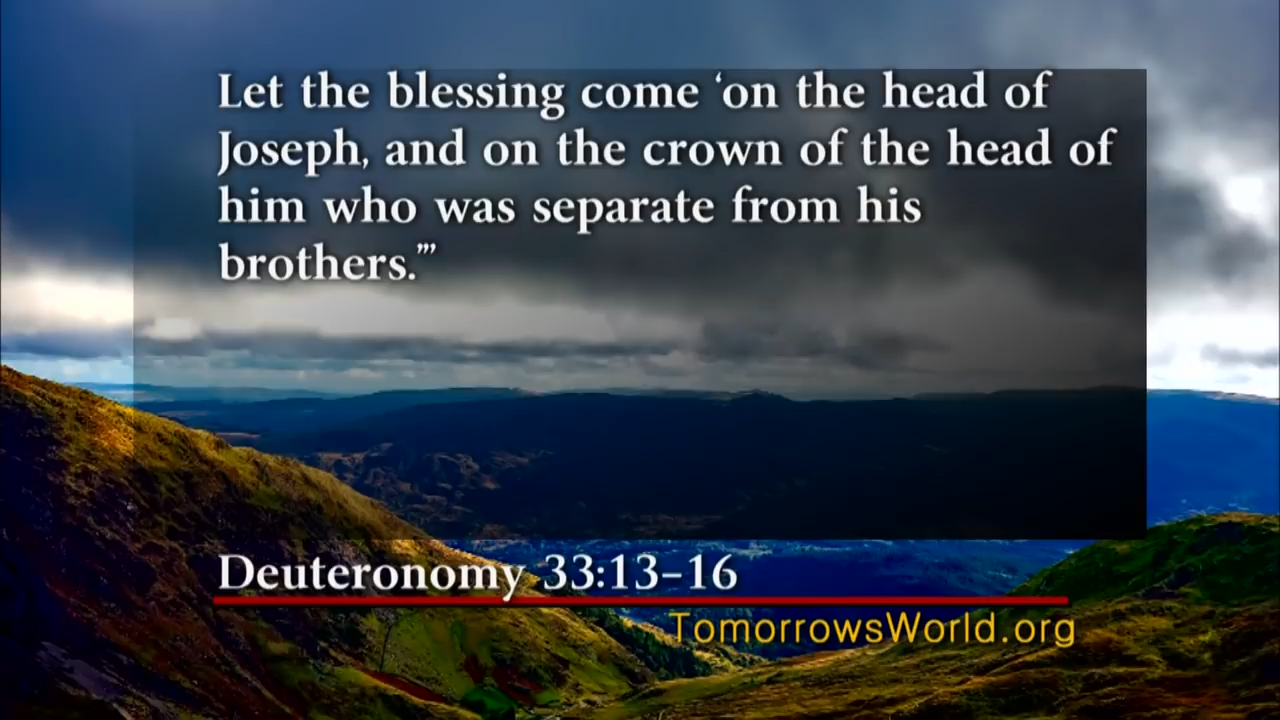 Let the blessing come ‘on the head of
Joseph, and on the crown of the head of
him who was separate from his
brothers.’”
Deuteronomy 33:13–16
TomorrowsWorld.org